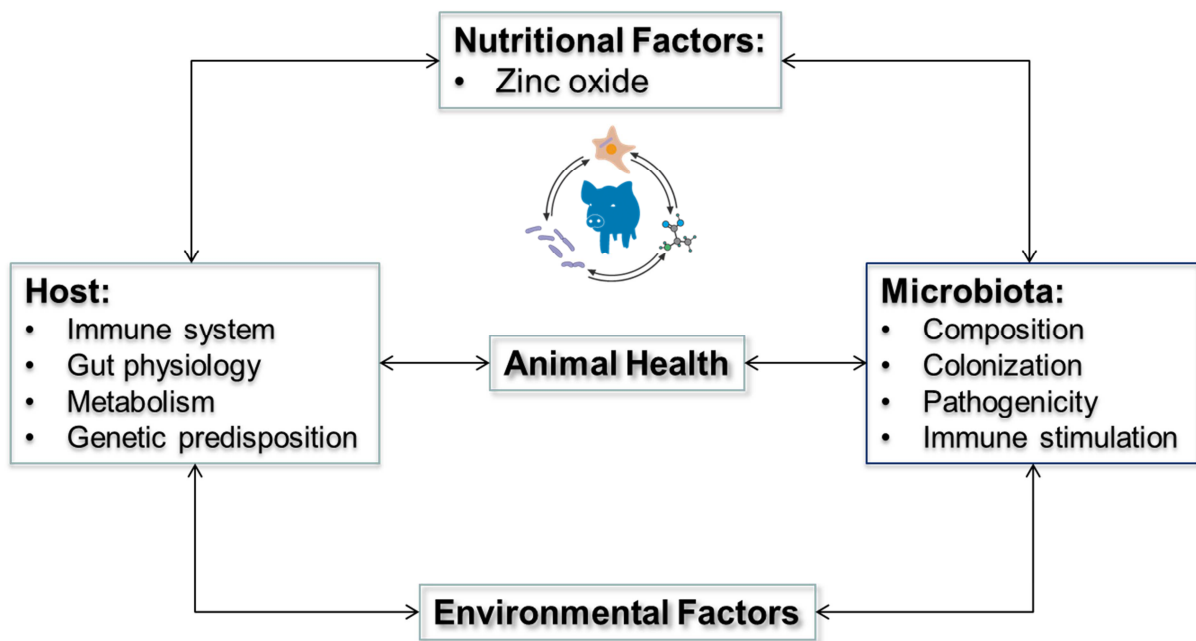 Nutritional Factors:
• Zinc oxide
Host:
• Immune system
• Gut physiology
• Metabolism
• Genetic predisposition
Animal Health
Microbiota:
• Composition
• Colonization
• Pathogenicity
• Immune stimulation
Environmental Factors